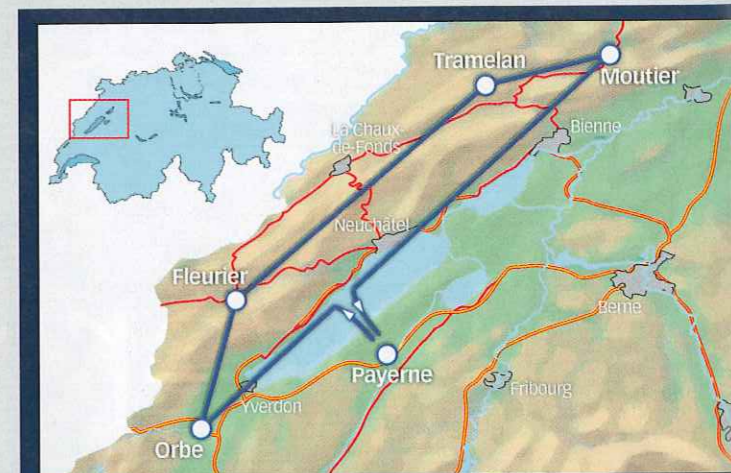 Tramelan
Moutier
Bienne
La Chaux-
de-Fonds
Neuchâtel
Fleurier
Berne
Payerne
Fribourg
Yverdon
Orbe